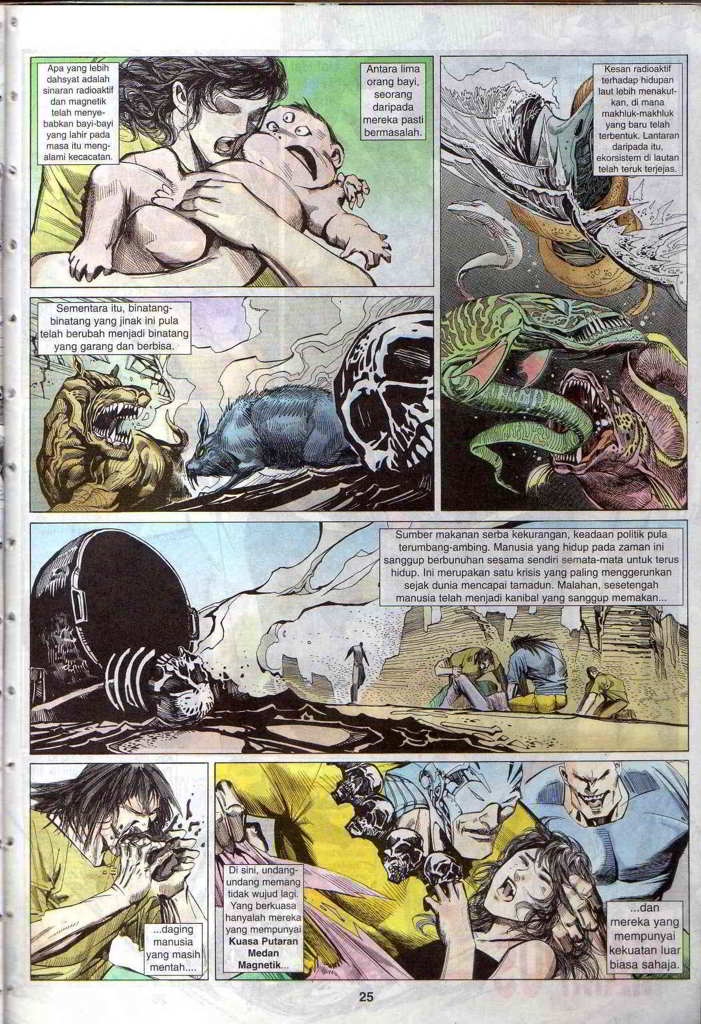 Apa yang lebih
dahsyat adalah
sinaran radioaktif
dan magnetik
telah menye-
babkan bayi-bayi
yang lahir pada
masa itu meng-
alami kecacatan.
Antara lima
orang bayi,
seorang
daripada
mereka pasti
bermasalah.
Kesan radioaktif
terhadap hidupan
laut lebih menakut-
kan, di mana
makhluk-makhluk
yang baru telah
terbentuk. Lantaran
daripada itu,
ekorsistem di lautan
telah teruk terjejas.
Sementara itu, binatang-
binatang yang jinak ini pula
telah berubah menjadi binatang
yang garang dan berbisa.
Sumber makanan serba kekurangan, keadaan politik pula
terumbang-ambing. Manusia yang hidup pada zaman ini
sanggup berbunuhan sesama sendiri semata-mata untuk terus
hidup. Ini merupakan satu krisis yang paling menggerunkan
sejak dunia mencapai tamadun. Malahan, sesetengah
manusia telah menjadi kanibal yang sanggup memakan...
...daging
manusia
yang masih
mentah....
Di sini, undang-
undang memang
tidak wujud lagi.
Yang berkuasa
hanyalah mereka
yang mempunyai
Kuasa Putaran
Medan
Magnetik...
...dan
mereka yang
mempunyai
kekuatan luar
biasa sahaja.
25